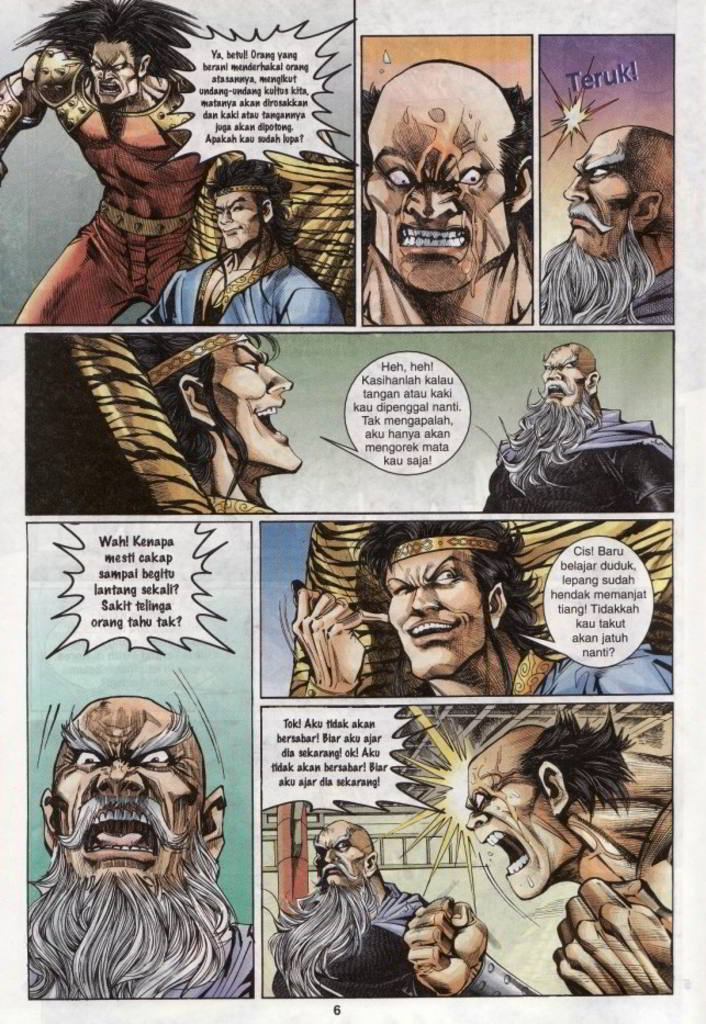 Ya, betul! Orang yang
berani menderhakai orang
atasannya, mengikut
undang-undang kultus kita,
matanya akan dirosakkan
dan kaki atau tangannya
juga akan dipotong.
Apakah kau sudah lupa?
Teruk!
Heh, heh!
Kasihanlah kalau
tangan atau kaki
kau dipenggal nanti.
Tak mengapalah,
aku hanya akan
mengorek mata
kau saja!
Wah! Kenapa
mesti cakap
sampai begitu
lantang sekali?
Sakit telinga
orang tahu tak?
Cis! Baru
belajar duduk,
lepang sudah
hendak memanjat
tiang! Tidakkah
kau takut
akan jatuh
nanti?
Tok! Aku tidak akan
bersabar! Biar aku ajar
dia sekarang! ok! Aku
tidak akan bersabar! Biar
aku ajar dia sekarang!
6